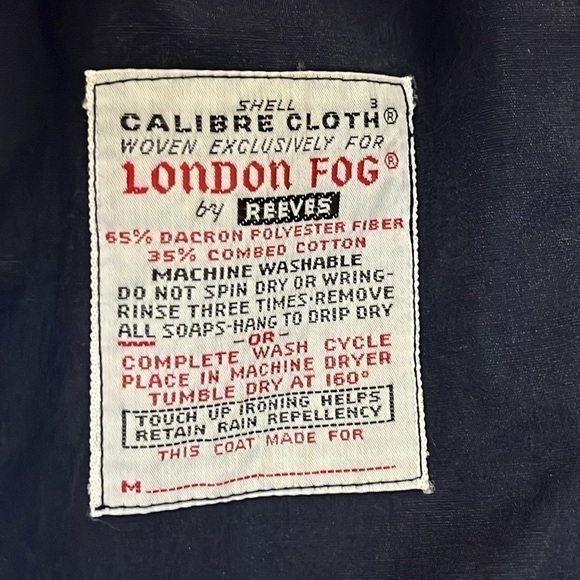 SHELL 3
CALIBRE CLOTH®
WOVEN EXCLUSIVELY FOR
LONDON FOG®
by REEVES
65% DACRON POLYESTER FIBER
35% COMBED COTTON
MACHINE WASHABLE
DO NOT SPIN DRY OR WRING-
RINSE THREE TIMES·REMOVE
ALL SOAPS-HANG TO DRIP DRY
-OR-
COMPLETE WASH CYCLE
PLACE IN MACHINE DRYER
TUMBLE DRY AT 160°
TOUCH UP IRONING HELPS
RETAIN RAIN REPELLENCY
THIS COAT MADE FOR
M